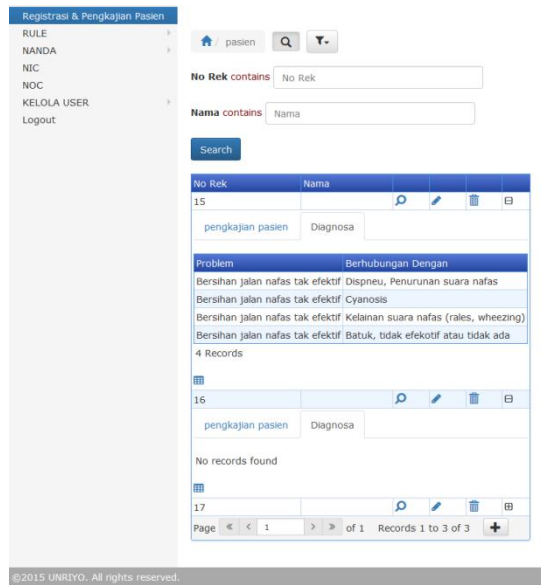 Registrasi & Pengkajian Pasien
RULE
NANDA
NIC
NOC
KELOLA USER
Logout
/ pasien
No Rek contains No Rek
Nama contains Nama
Search
No Rek Nama
15
pengkajian pasien Diagnosa
Problem Berhubungan Dengan
Bersihan jalan nafas tak efektif Dispneu, Penurunan suara nafas
Bersihan jalan nafas tak efektif Cyanosis
Bersihan jalan nafas tak efektif Kelainan suara nafas (rales, wheezing)
Bersihan jalan nafas tak efektif Batuk, tidak efekotif atau tidak ada
4 Records
16
pengkajian pasien Diagnosa
No records found
17
Page « < 1 > » of 1 Records 1 to 3 of 3 +
©2015 UNRIYO. All rights reserved.